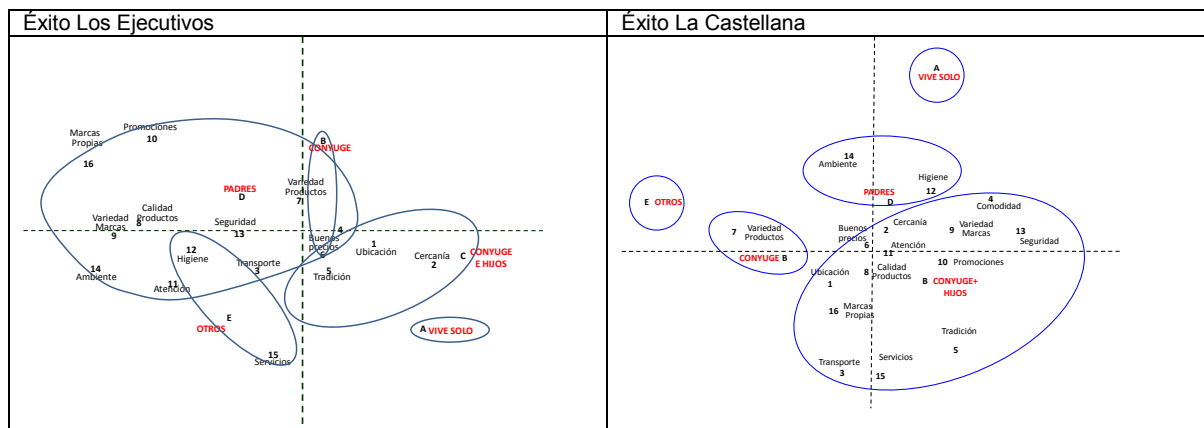 Éxito Los Ejecutivos
Promociones
Marcas
Propias
10
16
B
CONYUGE
PADRES
D
Variedad
Productos
7
Calidad
Productos
8
Variedad
Marcas
9
Seguridad
13
4
Buenos
precios
6
1
Ubicación
Cercanía
2
C
CONYUGE
E HIJOS
12
Higiene
Transporte
3
5
Tradición
14
Ambiente
11
Atención
E
OTROS
A VIVE SOLO
15
Servicios
Éxito La Castellana
A
VIVE SOLO
14
Ambiente
Higiene
12
PADRES
D
E OTROS
4
Comodidad
7
Variedad
Productos
CONYUGE B
Buenos
precios
6
Cercanía
2
Atención
11
9
Variedad
Marcas
13
Seguridad
10
Promociones
Ubicación
1
8
Calidad
Productos
B
CONYUGE+
HIJOS
16
Marcas
Propias
Tradición
5
Transporte
3
Servicios
15